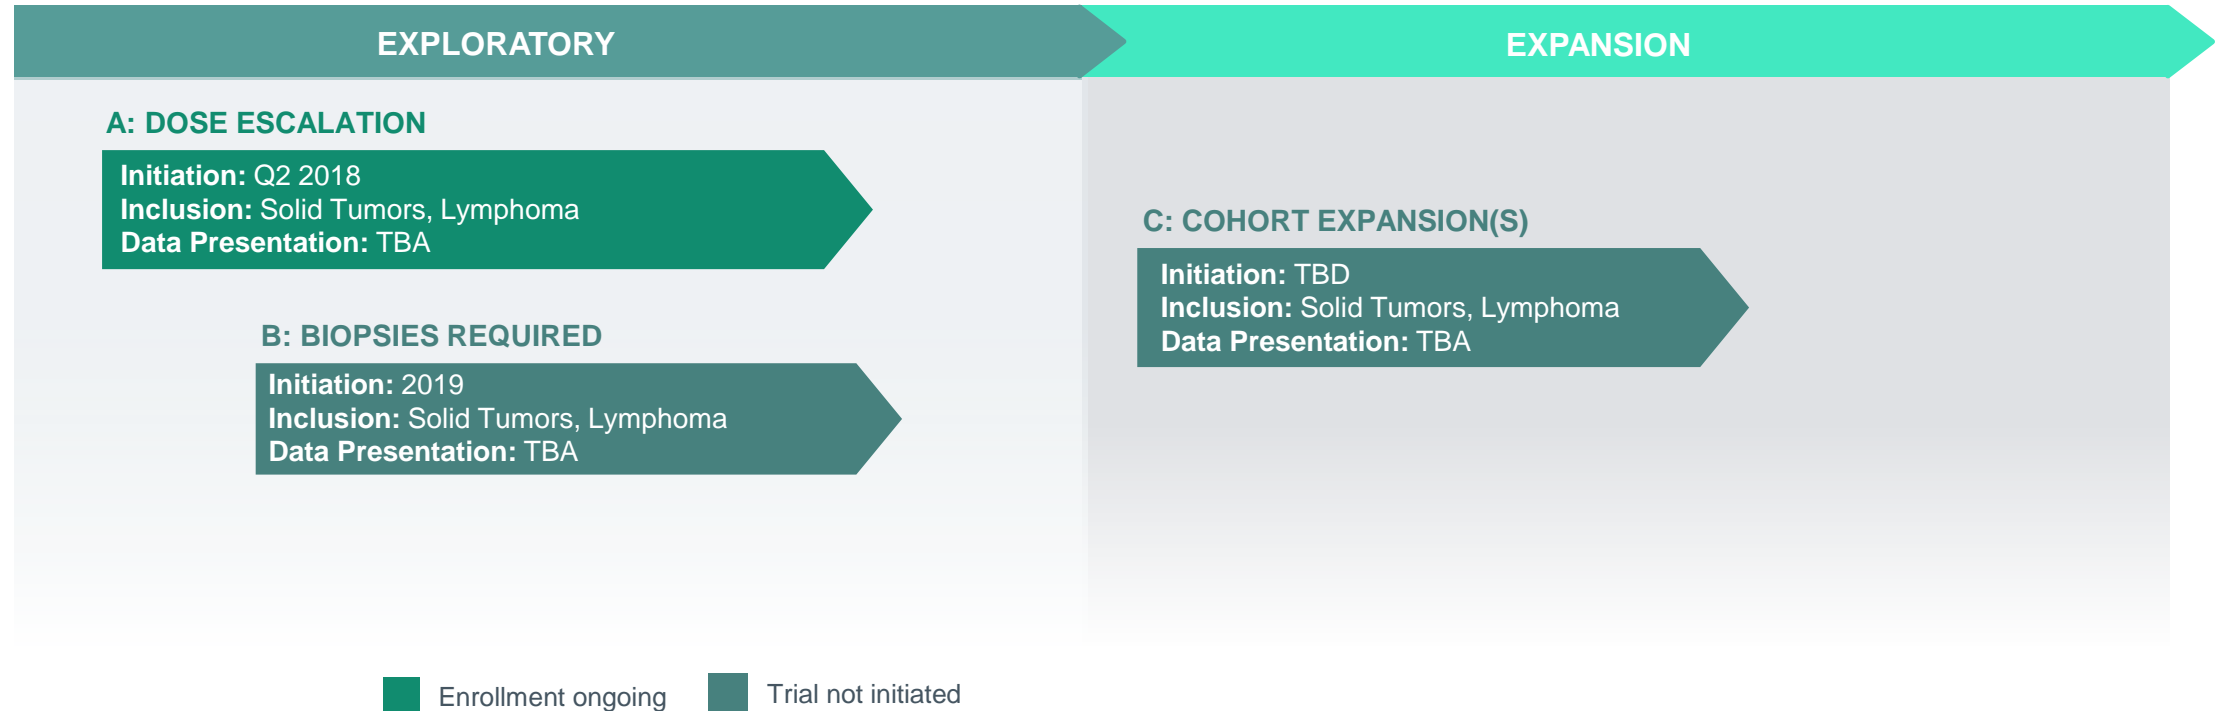 EXPLORATORY
EXPANSION
A: DOSE ESCALATION
Initiation: Q2 2018
Inclusion: Solid Tumors, Lymphoma
Data Presentation: TBA
B: BIOPSIES REQUIRED
Initiation: 2019
Inclusion: Solid Tumors, Lymphoma
Data Presentation: TBA
C: COHORT EXPANSION(S)
Initiation: TBD
Inclusion: Solid Tumors, Lymphoma
Data Presentation: TBA
Enrollment ongoing
Trial not initiated